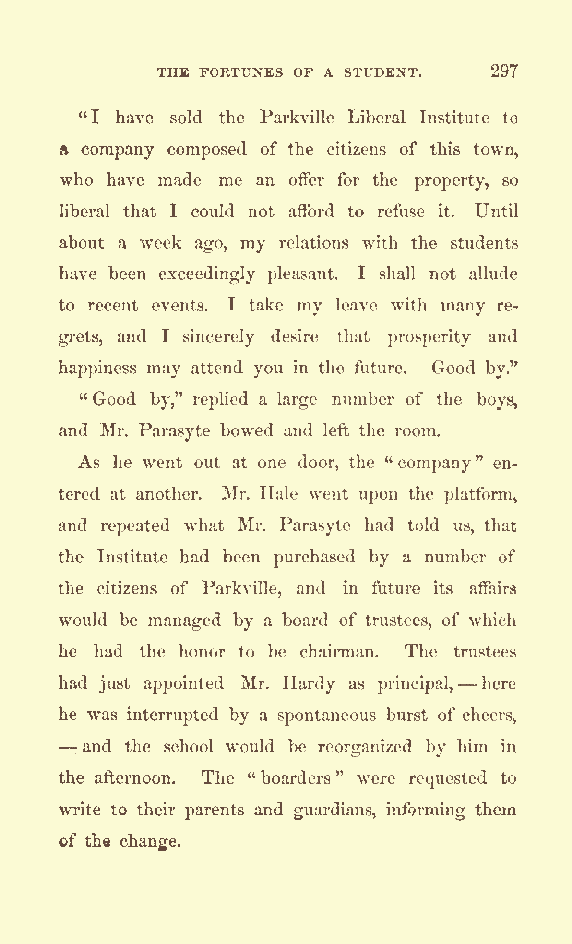 THE FORTUNES OF A STUDENT. 297
"I have sold the Parkville Liberal Institute to
a company composed of the citizens of this town,
who have made me an offer for the property, so
liberal that I could not afford to refuse it. Until
about a week ago, my relations with the students
have been exceedingly pleasant. I shall not allude
to recent events. I take my leave with many re-
grets, and I sincerely desire that prosperity and
happiness may attend you in the future. Good by."
"Good by," replied a large number of the boys,
and Mr. Parasyte bowed and left the room.
As he went out at one door, the "company" en-
tered at another. Mr. Hale went upon the platform,
and repeated what Mr. Parasyte had told us, that
the Institute had been purchased by a number of
the citizens of Parkville, and in future its affairs
would be managed by a board of trustees, of which
he had the honor to be chairman. The trustees
had just appointed Mr. Hardy as principal,—here
he was interrupted by a spontaneous burst of cheers,
—and the school would be reorganized by him in
the afternoon. The "boarders" were requested to
write to their parents and guardians, informing them
of the change.